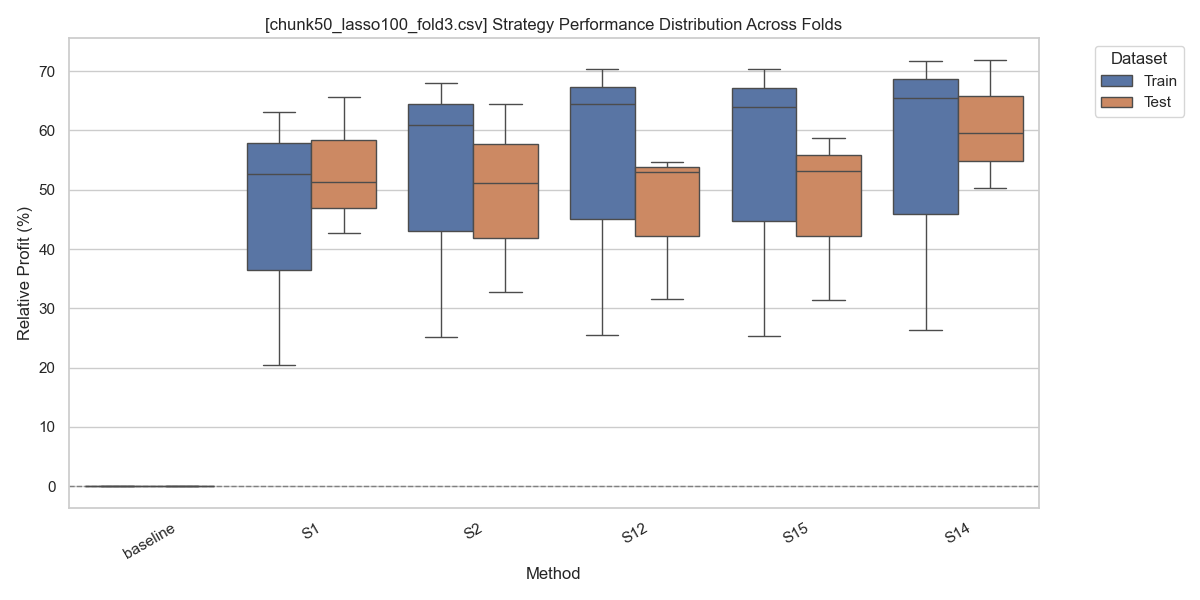 [chunk50_lasso100_fold3.csv] Strategy Performance Distribution Across Folds
Dataset
Train
Test
Relative Profit (%)
70
60
50
40
30
20
10
0
baseline
S1
S2
S12
S15
S14
Method